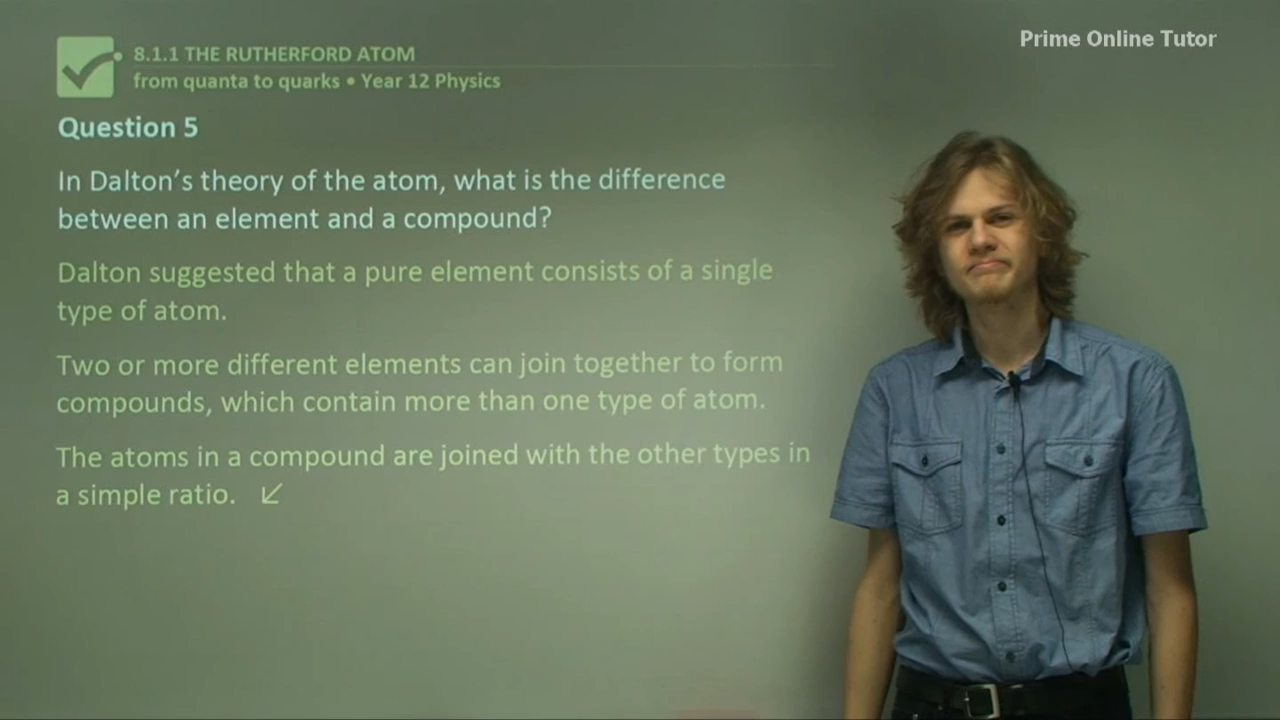 Prime Online Tutor
8.1.1 THE RUTHERFORD ATOM
from quanta to quarks • Year 12 Physics
Question 5
In Dalton’s theory of the atom, what is the difference
between an element and a compound?
Dalton suggested that a pure element consists of a single
type of atom.
Two or more different elements can join together to form
compounds, which contain more than one type of atom.
The atoms in a compound are joined with the other types in
a simple ratio. ↙